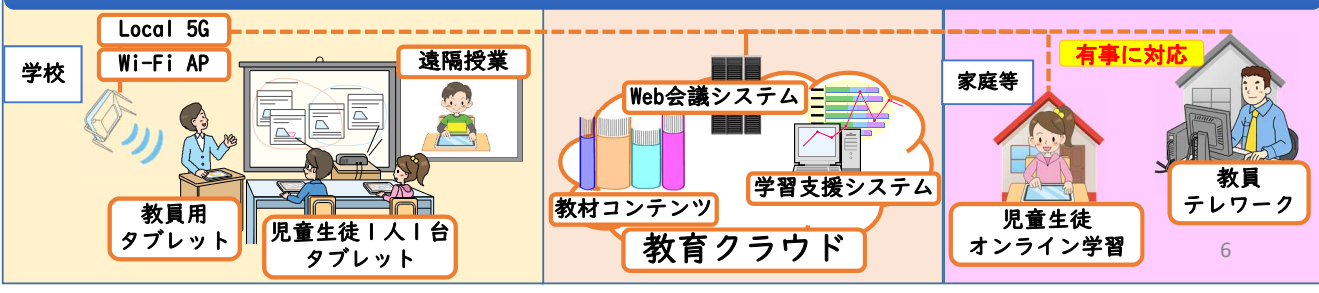 学校
Local 5G
Wi-Fi AP
遠隔授業
教員用
タブレット
児童生徒1人1台
タブレット
Web会議システム
教材コンテンツ
学習支援システム
教育クラウド
家庭等
有事に対応
児童生徒
オンライン学習
教員
テレワーク
6